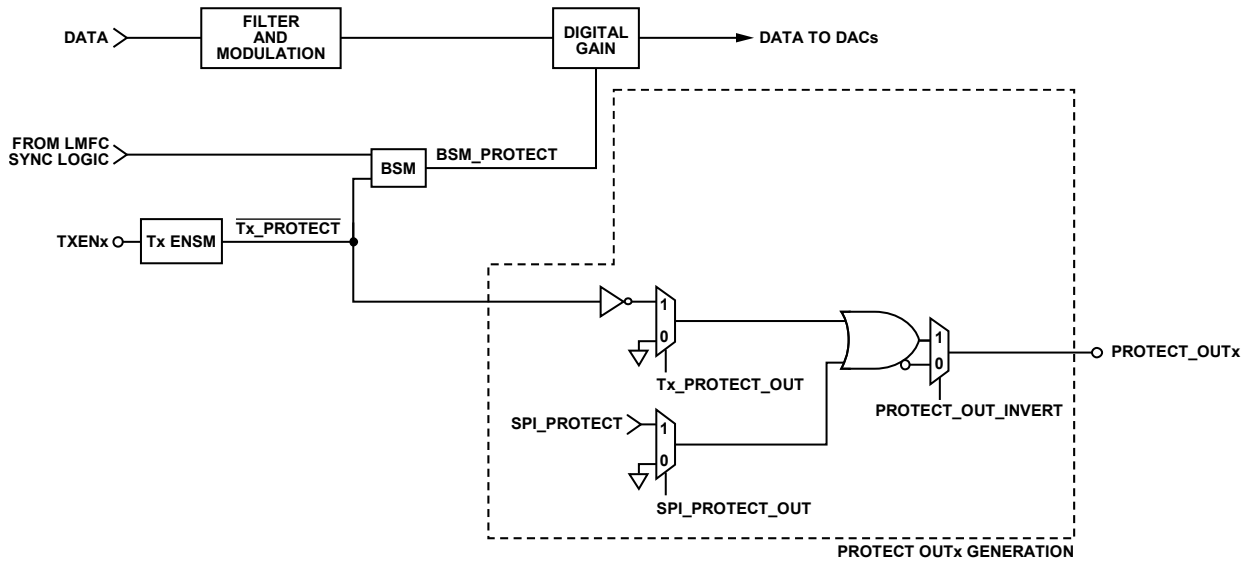 FILTER
AND
MODULATION
DIGITAL
GAIN
DATA
DATA TO DACs
FROM LMFC
SYNC LOGIC
BSM
BSM_PROTECT
TXENx
Tx ENSM
Tx_PROTECT
1
0
Tx_PROTECT_OUT
1
0
PROTECT_OUTx
PROTECT_OUT_INVERT
SPI_PROTECT
1
0
SPI_PROTECT_OUT
PROTECT OUTx GENERATION